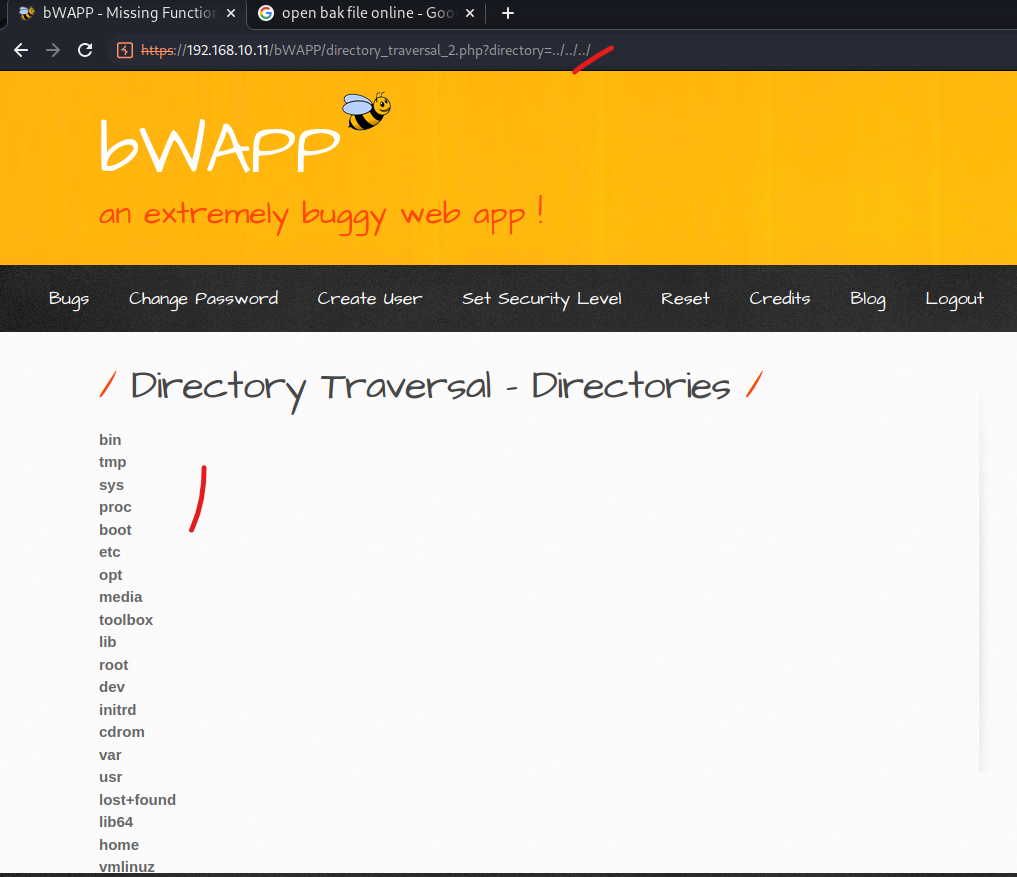 bWAPP - Missing Function
open bak file online - Goo
https://192.168.10.11/bWAPP/directory_traversal_2.php?directory=../../../
bWAPP
an extremely buggy web app !
Bugs Change Password Create User Set Security Level Reset Credits Blog Logout
/ Directory Traversal - Directories /
bin
tmp
sys
proc
boot
etc
opt
media
toolbox
lib
root
dev
initrd
cdrom
var
usr
lost+found
lib64
home
vmlinuz